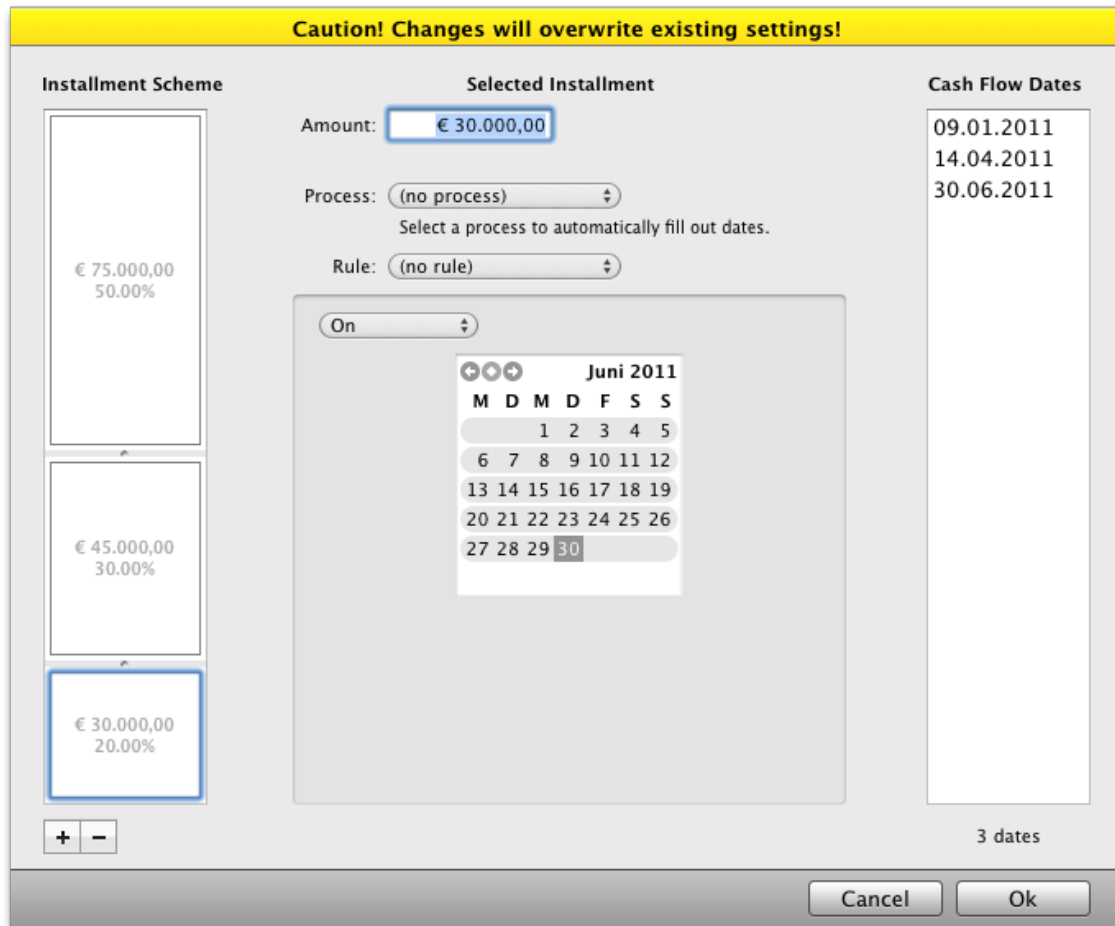 Caution! Changes will overwrite existing settings!
Installment Scheme
€ 75.000,00
50.00%
€ 45.000,00
30.00%
€ 30.000,00
20.00%
+ −
Selected Installment
Amount: € 30.000,00
Process: (no process)
Select a process to automatically fill out dates.
Rule: (no rule)
On
Juni 2011
M D M D F S S
1 2 3 4 5
6 7 8 9 10 11 12
13 14 15 16 17 18 19
20 21 22 23 24 25 26
27 28 29 30
Cash Flow Dates
09.01.2011
14.04.2011
30.06.2011
3 dates
Cancel Ok